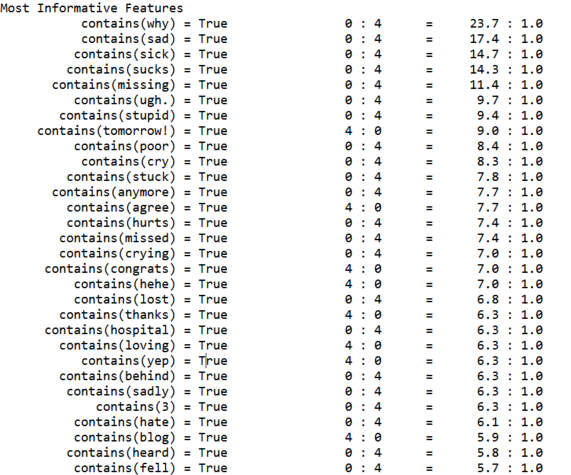 Most Informative Features
contains(why) = True 0 : 4 = 23.7 : 1.0
contains(sad) = True 0 : 4 = 17.4 : 1.0
contains(sick) = True 0 : 4 = 14.7 : 1.0
contains(sucks) = True 0 : 4 = 14.3 : 1.0
contains(missing) = True 0 : 4 = 11.4 : 1.0
contains(ugh.) = True 0 : 4 = 9.7 : 1.0
contains(stupid) = True 0 : 4 = 9.4 : 1.0
contains(tomorrow!) = True 4 : 0 = 9.0 : 1.0
contains(poor) = True 0 : 4 = 8.4 : 1.0
contains(cry) = True 0 : 4 = 8.3 : 1.0
contains(stuck) = True 0 : 4 = 7.8 : 1.0
contains(anymore) = True 0 : 4 = 7.7 : 1.0
contains(agree) = True 4 : 0 = 7.7 : 1.0
contains(hurts) = True 0 : 4 = 7.4 : 1.0
contains(missed) = True 0 : 4 = 7.4 : 1.0
contains(crying) = True 0 : 4 = 7.0 : 1.0
contains(congrats) = True 4 : 0 = 7.0 : 1.0
contains(hehe) = True 4 : 0 = 7.0 : 1.0
contains(lost) = True 0 : 4 = 6.8 : 1.0
contains(thanks) = True 4 : 0 = 6.3 : 1.0
contains(hospital) = True 0 : 4 = 6.3 : 1.0
contains(loving) = True 4 : 0 = 6.3 : 1.0
contains(yep) = True 4 : 0 = 6.3 : 1.0
contains(behind) = True 0 : 4 = 6.3 : 1.0
contains(sadly) = True 0 : 4 = 6.3 : 1.0
contains(3) = True 0 : 4 = 6.3 : 1.0
contains(hate) = True 0 : 4 = 6.1 : 1.0
contains(blog) = True 4 : 0 = 5.9 : 1.0
contains(heard) = True 0 : 4 = 5.8 : 1.0
contains(fell) = True 0 : 4 = 5.7 : 1.0